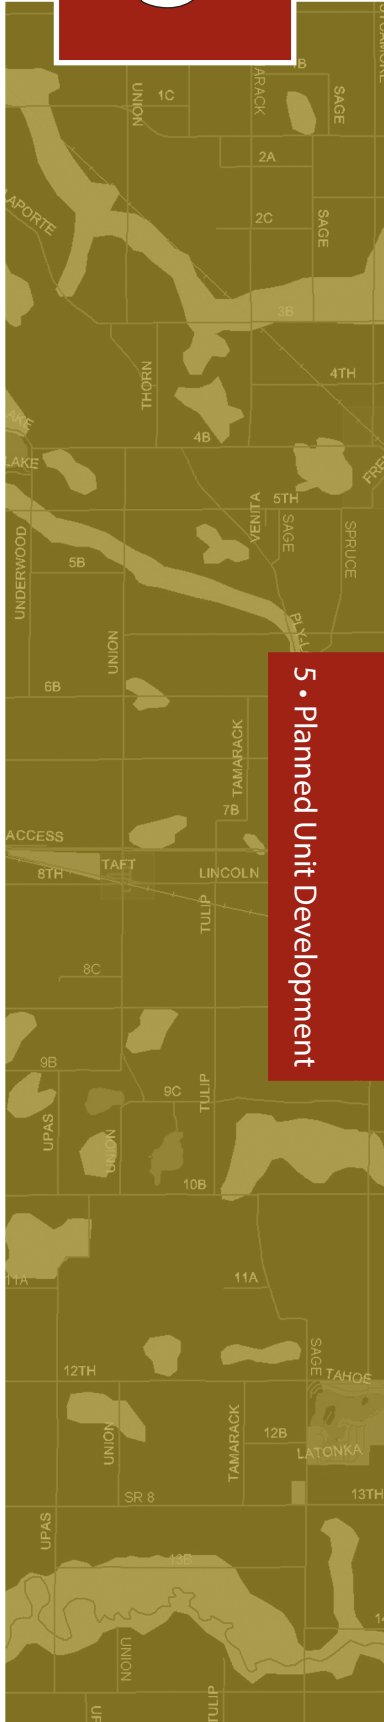 1C
UNION
SAGE
2A
2C
SAGE
LAPORTE
3B
4TH
THORN
4B
LAKE
5TH
VENITA
SAGE
SPRUCE
UNDERWOOD
5B
UNION
6B
5 • Planned Unit Development
TAMARACK
7B
ACCESS
TAFT
8TH
LINCOLN
TULIP
8C
9B
9C
TULIP
UPAS
UNION
10B
11A
11A
SAGE
12TH
TAHOE
UNION
TAMARACK
12B
LATONKA
SR 8
13TH
UPAS
13B
UNION
TULIP